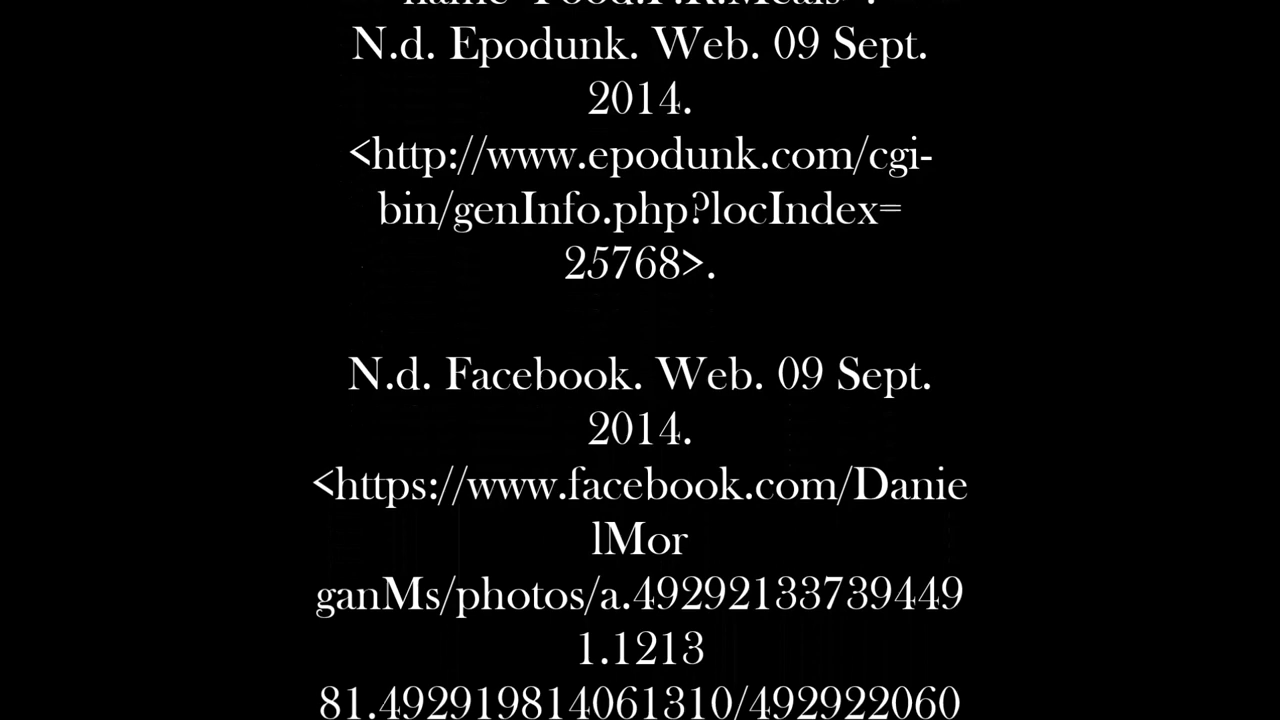 N.d. Epodunk. Web. 09 Sept.
2014.
<http://www.epodunk.com/cgi-
bin/genInfo.php?locIndex=
25768>.
N.d. Facebook. Web. 09 Sept.
2014.
<https://www.facebook.com/Danie
lMor
ganMs/photos/a.49292133739449
1.1213
81.492919814061310/492922060